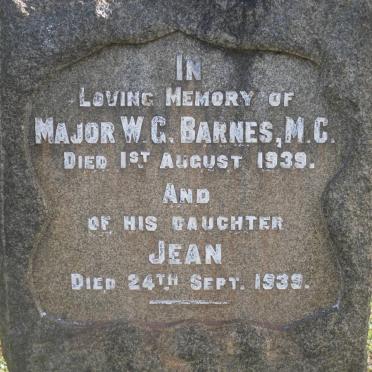 IN
LOVING MEMORY OF
MAJOR W.G. BARNES, M.C.
DIED 1ST AUGUST 1939.
AND
OF HIS DAUGHTER
JEAN
DIED 24TH SEPT. 1939.